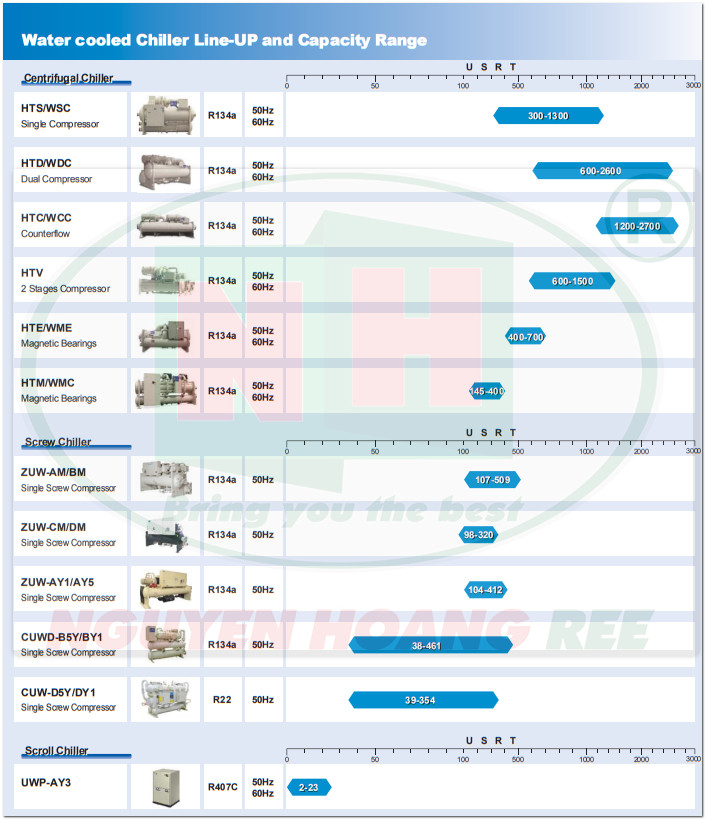 Water cooled Chiller Line-UP and Capacity Range
U S R T
Centrifugal Chiller
0 50 100 500 1000 2000 3000
HTS/WSC
Single Compressor
R134a
50Hz
60Hz
300-1300
HTD/WDC
Dual Compressor
R134a
50Hz
60Hz
600-2600
HTC/WCC
Counterflow
R134a
50Hz
60Hz
1200-2700
HTV
2 Stages Compressor
R134a
50Hz
60Hz
600-1500
HTE/WME
Magnetic Bearings
R134a
50Hz
60Hz
400-700
HTM/WMC
Magnetic Bearings
R134a
50Hz
60Hz
145-400
U S R T
Screw Chiller
0 50 100 500 1000 2000 3000
ZUW-AM/BM
Single Screw Compressor
R134a
50Hz
107-509
ZUW-CM/DM
Single Screw Compressor
R134a
50Hz
98-320
ZUW-AY1/AY5
Single Screw Compressor
R134a
50Hz
104-412
CUWD-B5Y/BY1
Single Screw Compressor
R134a
50Hz
38-461
CUW-D5Y/DY1
Single Screw Compressor
R22
50Hz
39-354
U S R T
Scroll Chiller
0 50 100 500 1000 2000 3000
UWP-AY3
R407C
50Hz
60Hz
2-23
NH
®
Bring you the best
NGUYEN HOANG REE